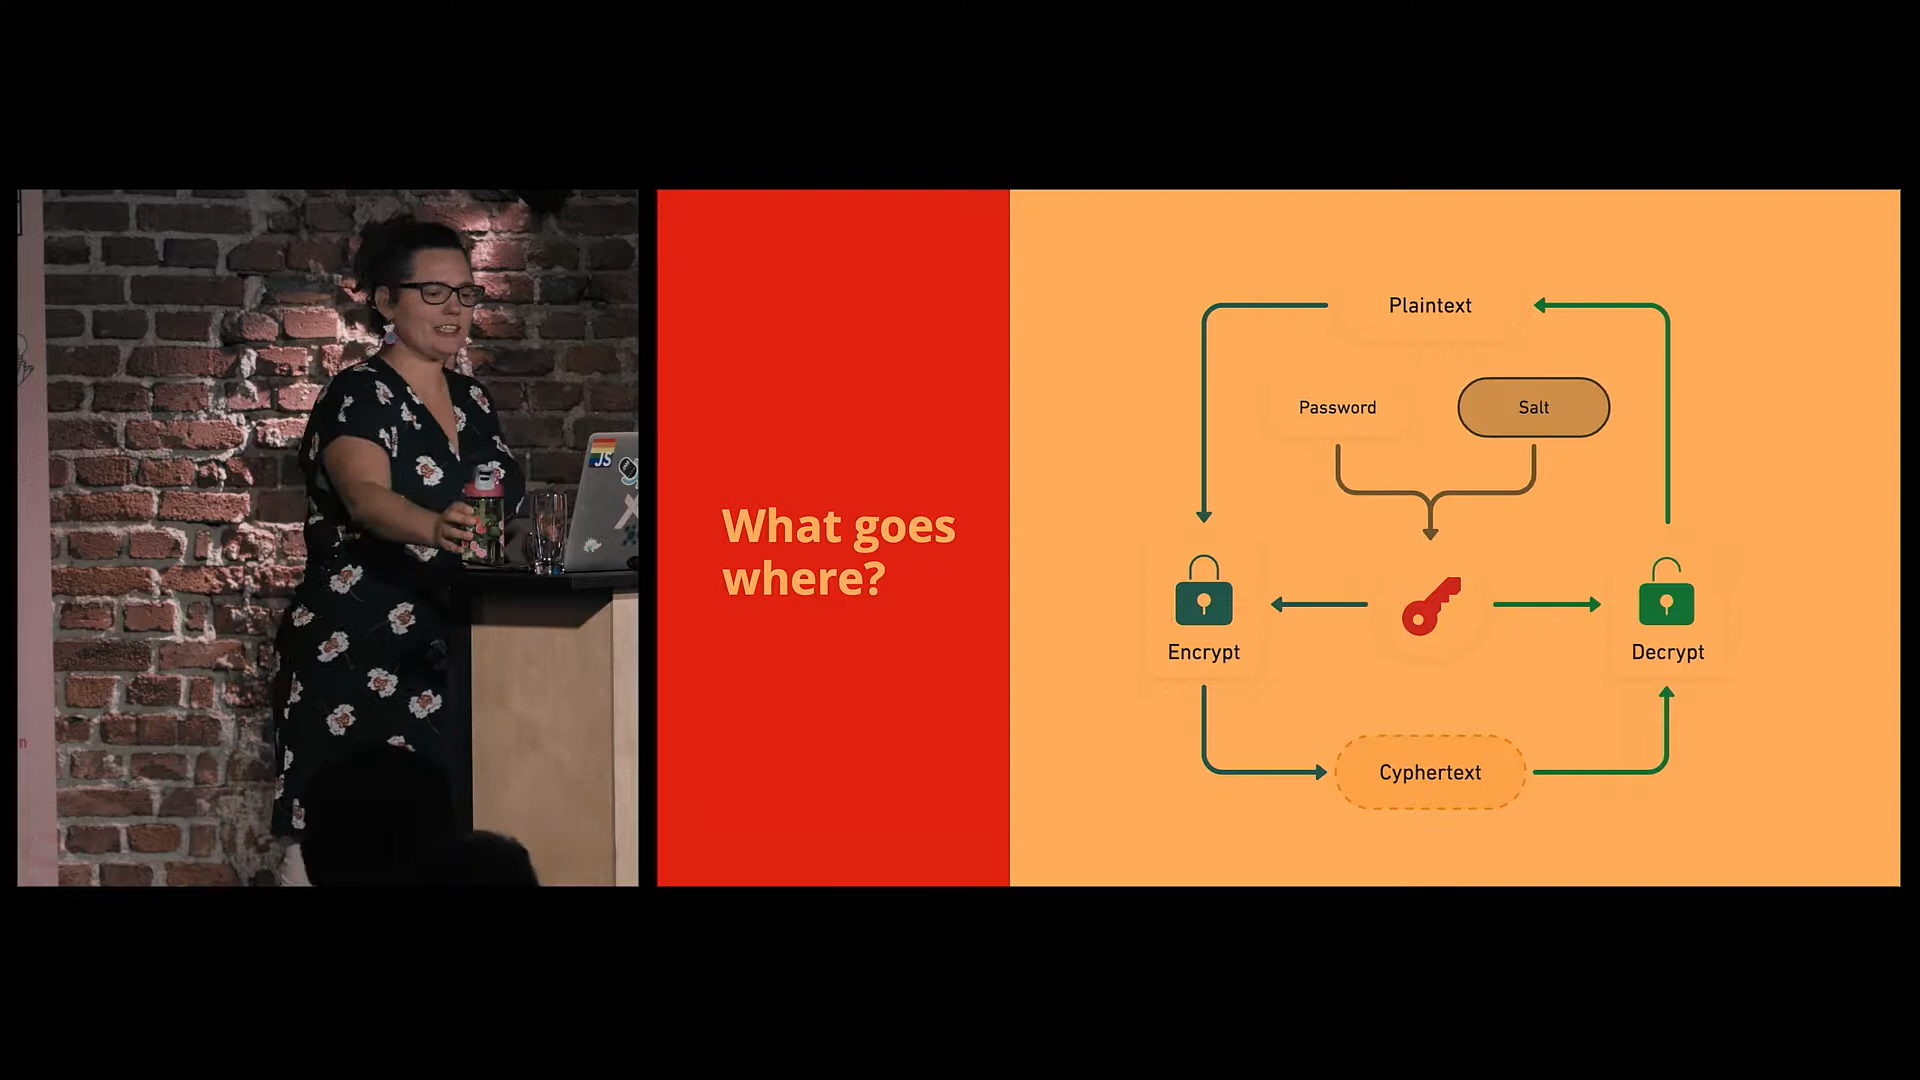 JS
What goes
where?
Plaintext
Password
Salt
Encrypt
Decrypt
Cyphertext